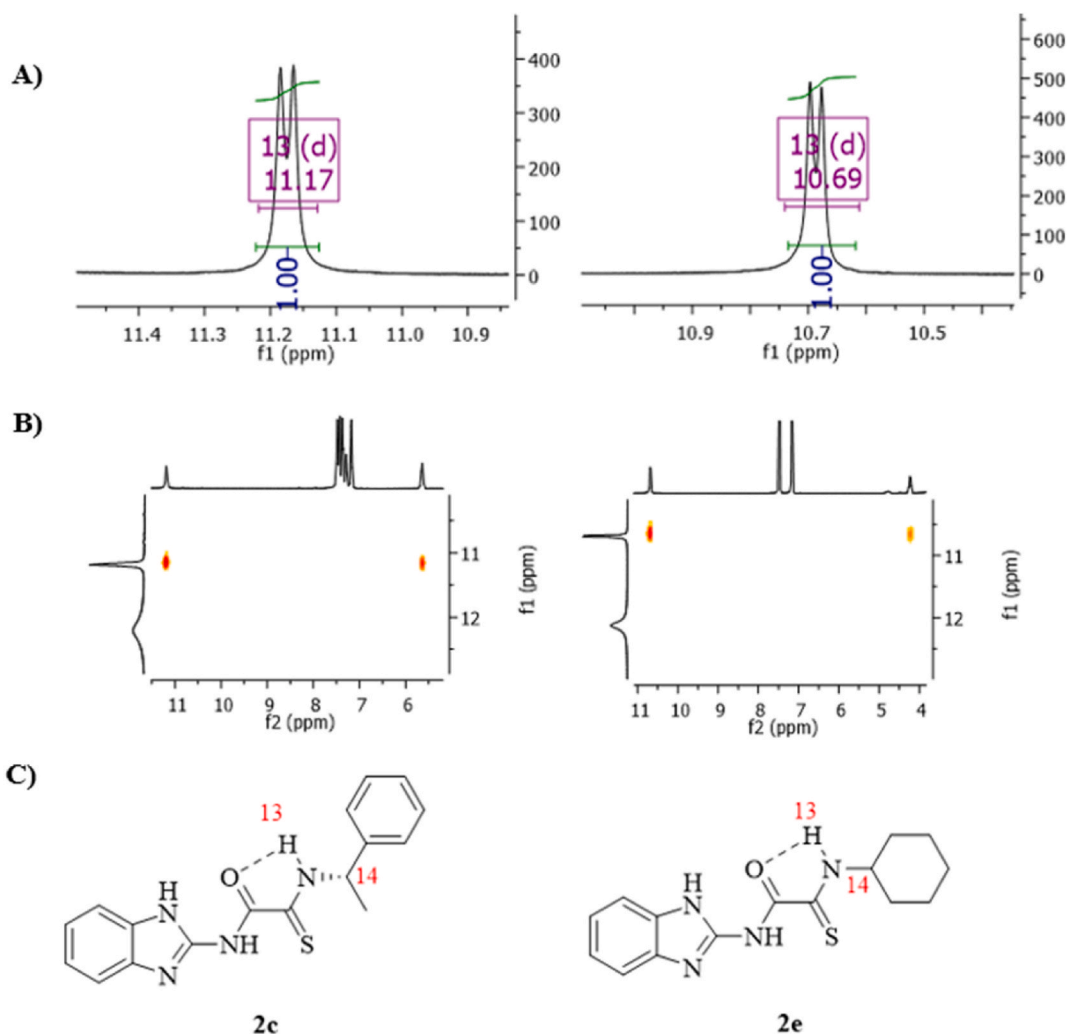 A)
13 (d)
11.17
1.00
400
300
200
100
0
11.4 11.3 11.2 11.1 11.0 10.9
f1 (ppm)
13 (d)
10.69
1.00
600
500
400
300
200
100
0
10.9 10.7 10.5
f1 (ppm)
B)
11
12
f1 (ppm)
11 10 9 8 7 6
f2 (ppm)
11
12
f1 (ppm)
11 10 9 8 7 6 5 4
f2 (ppm)
C)
13
H
O
N
14
H
N
NH
S
N
2c
13
H
O
N
14
H
N
NH
S
N
2e